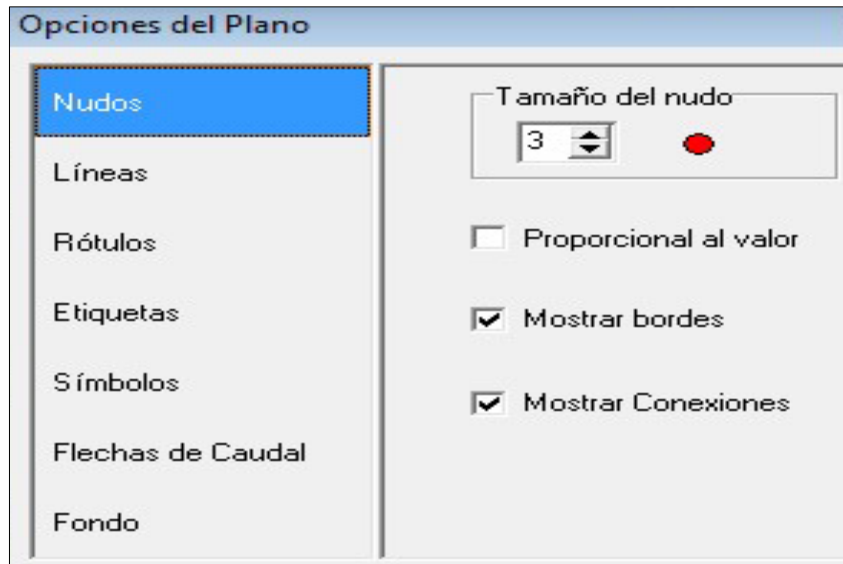 Opciones del Plano
Nudos
Líneas
Rótulos
Etiquetas
Símbolos
Flechas de Caudal
Fondo
Tamaño del nudo
3
Proporcional al valor
Mostrar bordes
Mostrar Conexiones